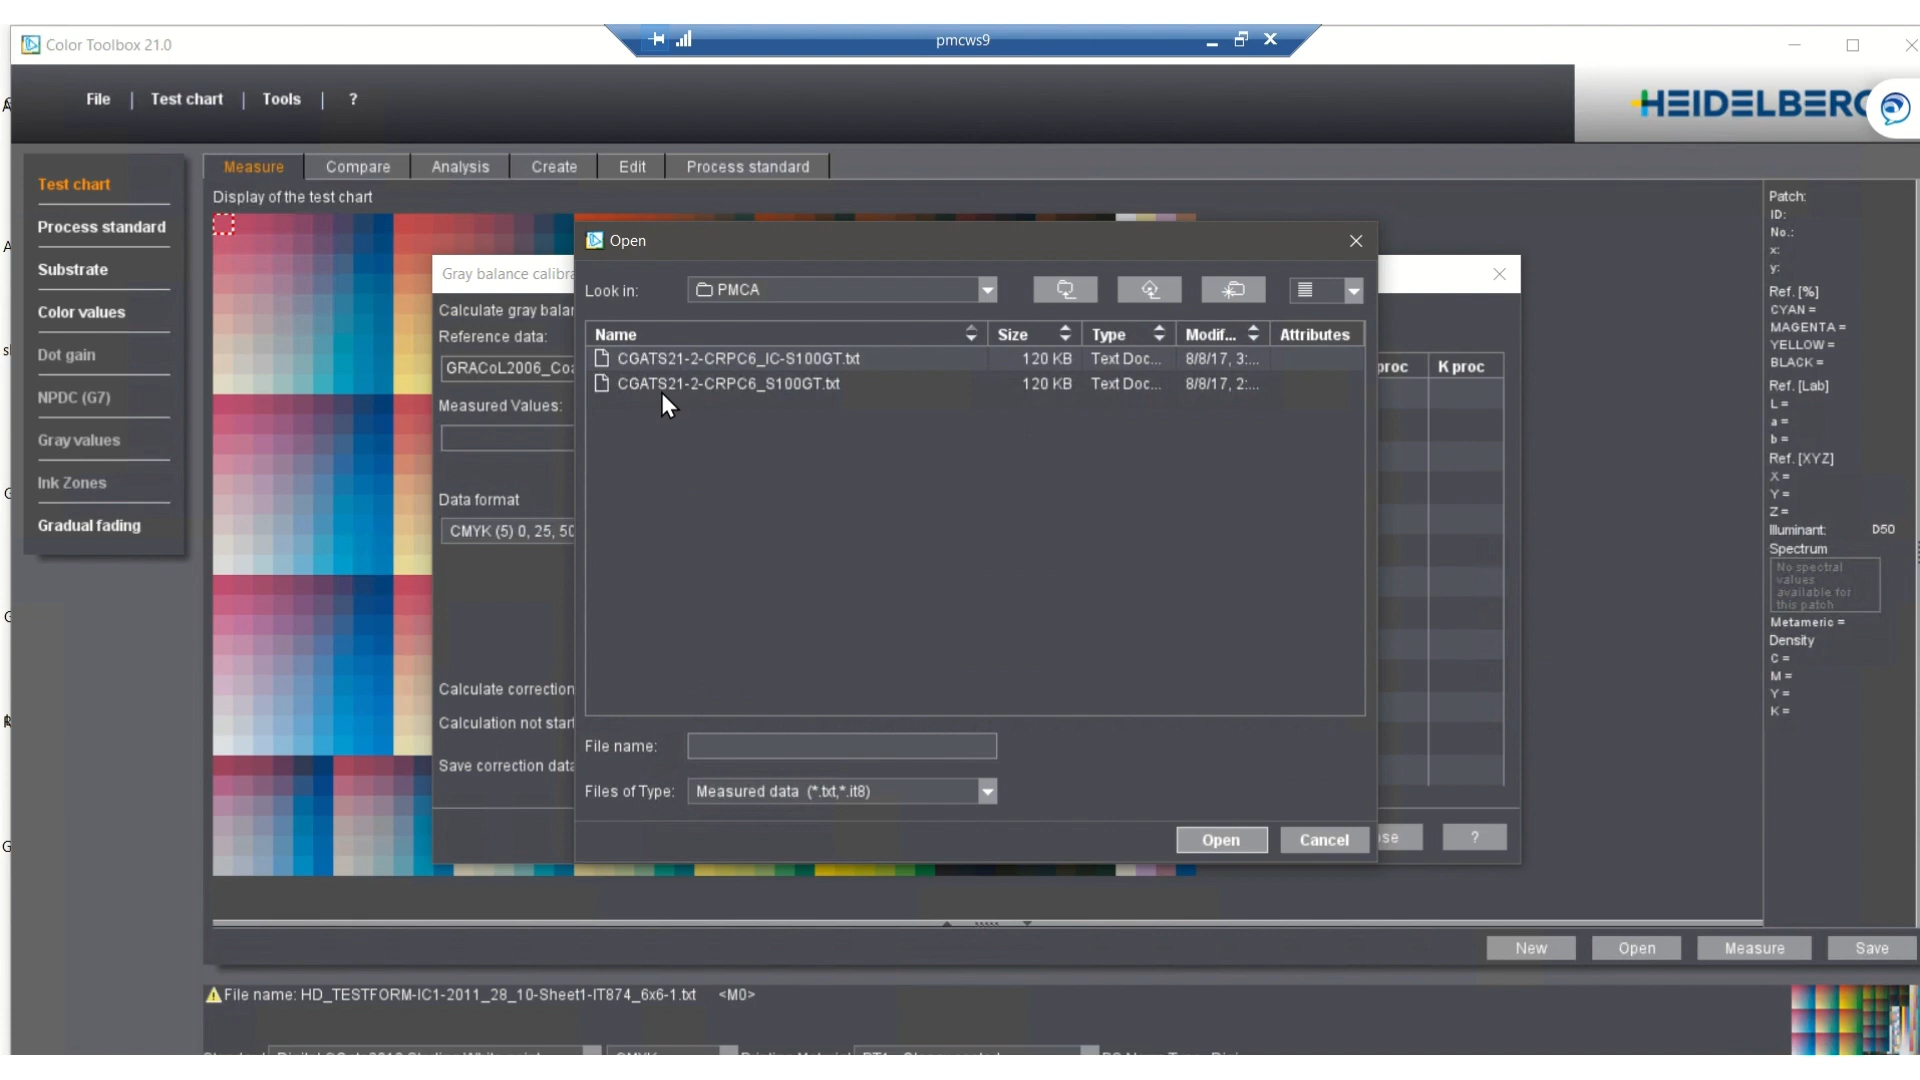 Color Toolbox 21.0
pmcws9
File | Test chart | Tools | ?
HEIDELBERG
Test chart
Process standard
Substrate
Color values
Dot gain
NPDC (G7)
Gray values
Ink Zones
Gradual fading
Measure Compare Analysis Create Edit Process standard
Display of the test chart
Gray balance calibra
Calculate gray balan
Reference data:
GRACoL2006_Coa
Measured Values:
Data format
CMYK (5) 0, 25, 50
Calculate correction
Calculation not start
Save correction data
Open
Look in: PMCA
Name Size Type Modif... Attributes
CGATS21-2-CRPC6_IC-S100GT.txt 120 KB Text Doc... 8/8/17, 3:...
CGATS21-2-CRPC6_S100GT.txt 120 KB Text Doc... 8/8/17, 2:...
File name:
Files of Type: Measured data (*.txt,*.it8)
Open Cancel
proc K proc
se ?
Patch:
ID:
No.:
x:
y:
Ref. [%]
CYAN =
MAGENTA =
YELLOW =
BLACK =
Ref. [Lab]
L =
a =
b =
Ref. [XYZ]
X =
Y =
Z =
Illuminant: D50
Spectrum
No spectral
values
available for
this patch
Metameric =
Density
C =
M =
Y =
K =
New Open Measure Save
File name: HD_TESTFORM-IC1-2011_28_10-Sheet1-IT874_6x6-1.txt <M0>